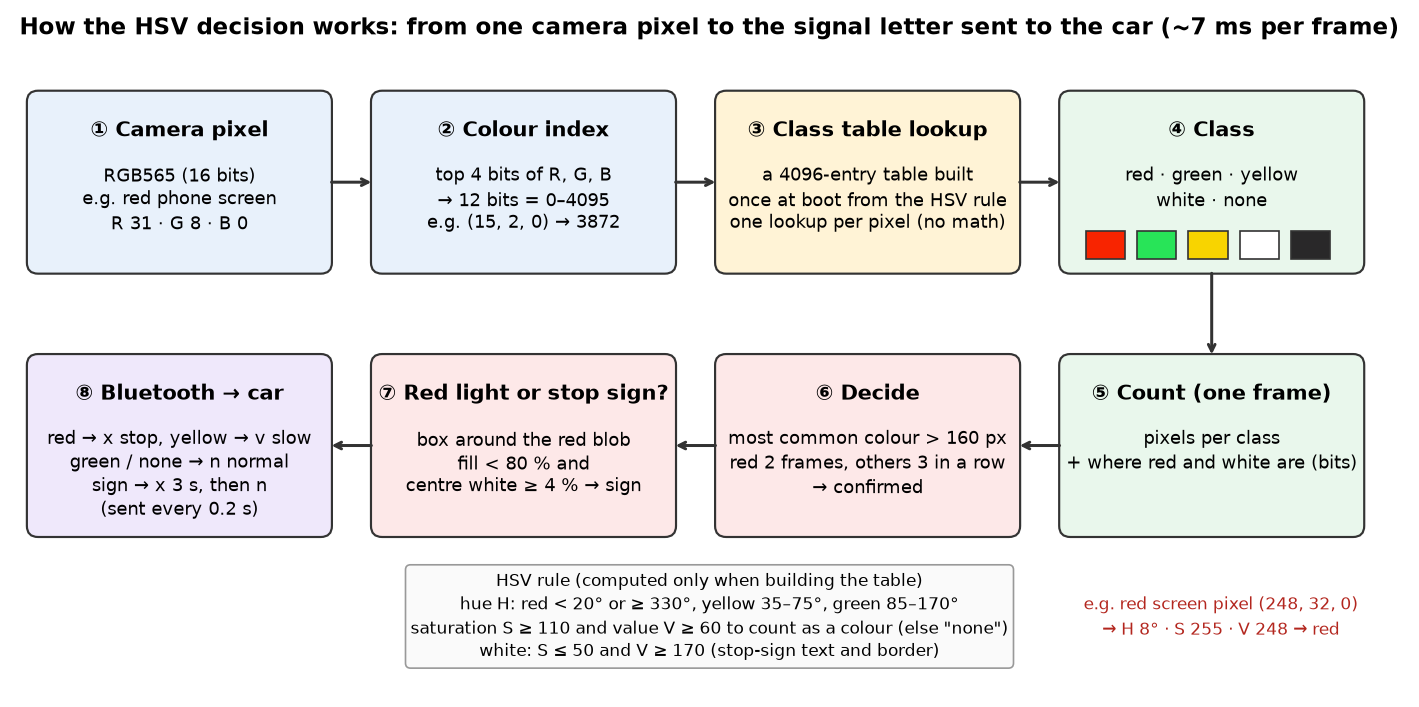 How the HSV decision works: from one camera pixel to the signal letter sent to the car (~7 ms per frame)
① Camera pixel
RGB565 (16 bits)
e.g. red phone screen
R 31 · G 8 · B 0
② Colour index
top 4 bits of R, G, B
→ 12 bits = 0–4095
e.g. (15, 2, 0) → 3872
③ Class table lookup
a 4096-entry table built
once at boot from the HSV rule
one lookup per pixel (no math)
④ Class
red · green · yellow
white · none
⑤ Count (one frame)
pixels per class
+ where red and white are (bits)
⑥ Decide
most common colour > 160 px
red 2 frames, others 3 in a row
→ confirmed
⑦ Red light or stop sign?
box around the red blob
fill < 80 % and
centre white ≥ 4 % → sign
⑧ Bluetooth → car
red → x stop, yellow → v slow
green / none → n normal
sign → x 3 s, then n
(sent every 0.2 s)
HSV rule (computed only when building the table)
hue H: red < 20° or ≥ 330°, yellow 35–75°, green 85–170°
saturation S ≥ 110 and value V ≥ 60 to count as a colour (else "none")
white: S ≤ 50 and V ≥ 170 (stop-sign text and border)
e.g. red screen pixel (248, 32, 0)
→ H 8° · S 255 · V 248 → red